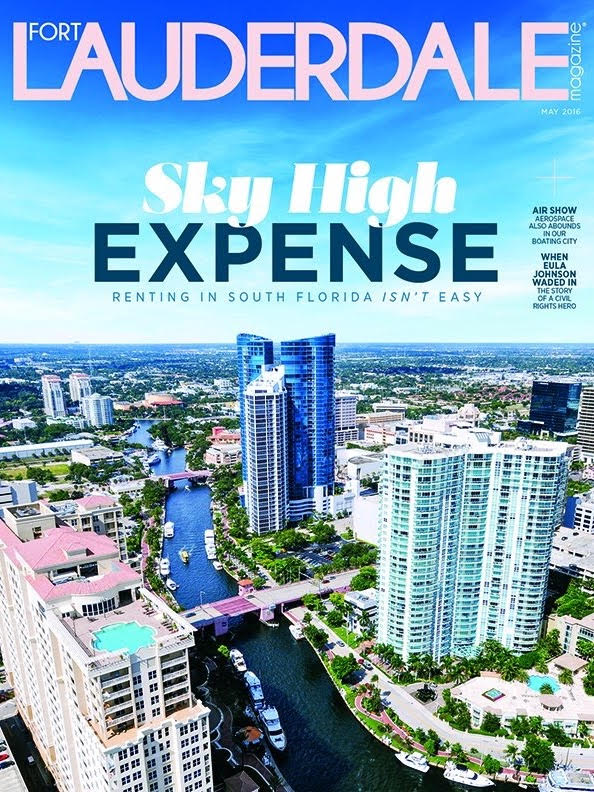 FORT
LAUDERDALE
magazine
MAY 2016
Sky High
EXPENSE
RENTING IN SOUTH FLORIDA ISN'T EASY
AIR SHOW
AEROSPACE
ALSO ABOUNDS
IN OUR
BOATING CITY
WHEN
EULA
JOHNSON
WADED IN
THE STORY
OF A CIVIL
RIGHTS HERO